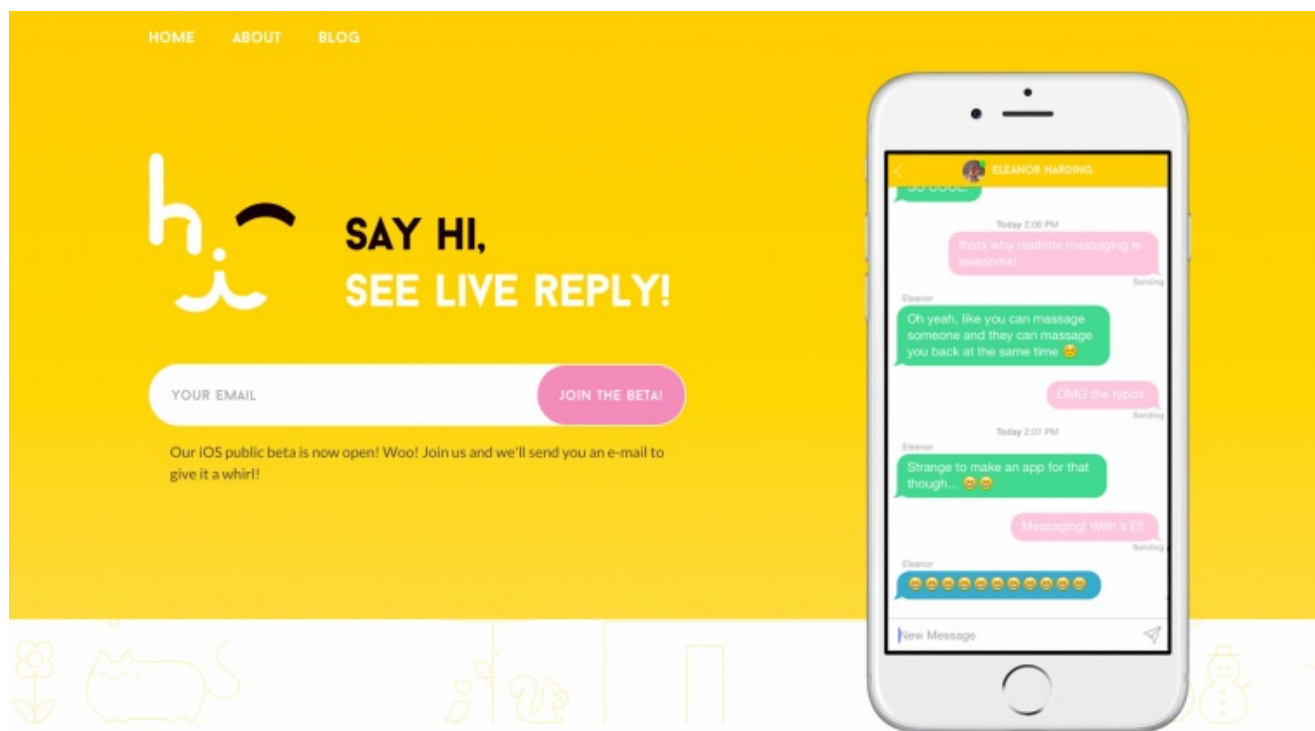 HOME ABOUT BLOG
hi
SAY HI,
SEE LIVE REPLY!
YOUR EMAIL
JOIN THE BETA!
Our iOS public beta is now open! Woo! Join us and we'll send you an e-mail to
give it a whirl!
ELEANOR HARDING
SO COOL!
Today 2:06 PM
thats why realtime massaging is
awesome!
Sending
Eleanor
Oh yeah, like you can massage
someone and they can massage
you back at the same time 😣
OMG the typos
Sending
Today 2:07 PM
Eleanor
Strange to make an app for that
though... 😁😁
Messaging! With a E!!
Sending
Eleanor
😁😁😁😁😁😁😁😁😁😁😁
New Message